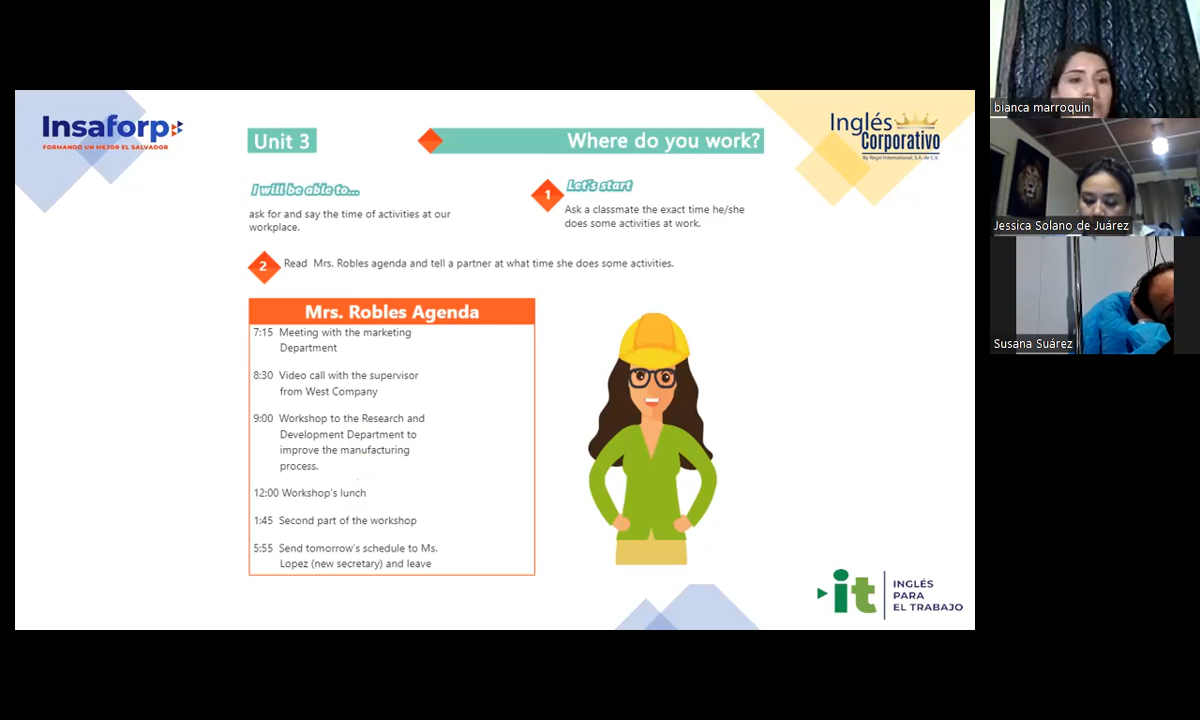 Insaforp
FORMANDO UN MEJOR EL SALVADOR
Unit 3
Where do you work?
Inglés
Corporativo
By Regal International, S.A. de C.V.
I will be able to...
ask for and say the time of activities at our
workplace.
1
Let's start
Ask a classmate the exact time he/she
does some activities at work.
2
Read Mrs. Robles agenda and tell a partner at what time she does some activities.
Mrs. Robles Agenda
7:15 Meeting with the marketing
Department
8:30 Video call with the supervisor
from West Company
9:00 Workshop to the Research and
Development Department to
improve the manufacturing
process.
12:00 Workshop's lunch
1:45 Second part of the workshop
5:55 Send tomorrow's schedule to Ms.
Lopez (new secretary) and leave
it
INGLÉS
PARA
EL TRABAJO
bianca marroquin
Jessica Solano de Juárez
Susana Suárez